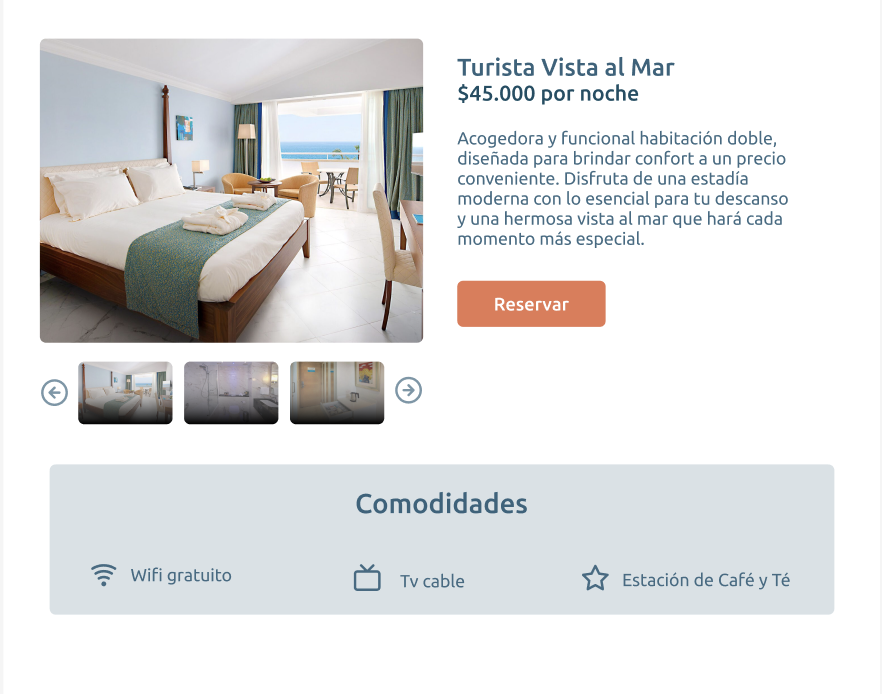 Turista Vista al Mar
$45.000 por noche
Acogedora y funcional habitación doble,
diseñada para brindar confort a un precio
conveniente. Disfruta de una estadía
moderna con lo esencial para tu descanso
y una hermosa vista al mar que hará cada
momento más especial.
Reservar
Comodidades
Wifi gratuito
Tv cable
Estación de Café y Té